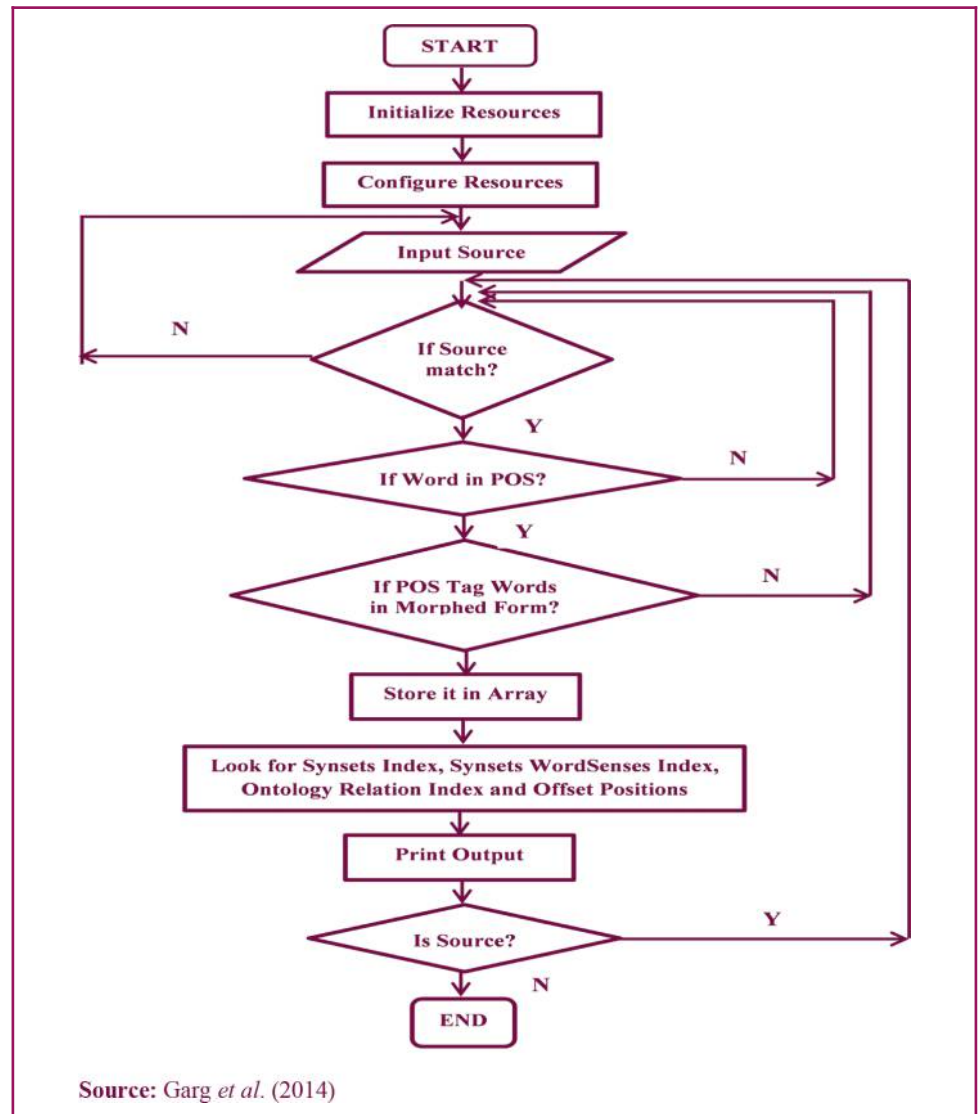 START
Initialize Resources
Configure Resources
Input Source
N
If Source
match?
Y
If Word in POS?
N
Y
If POS Tag Words
in Morphed Form?
N
Store it in Array
Look for Synsets Index, Synsets WordSenses Index,
Ontology Relation Index and Offset Positions
Print Output
Is Source?
Y
N
END
Source: Garg et al. (2014)